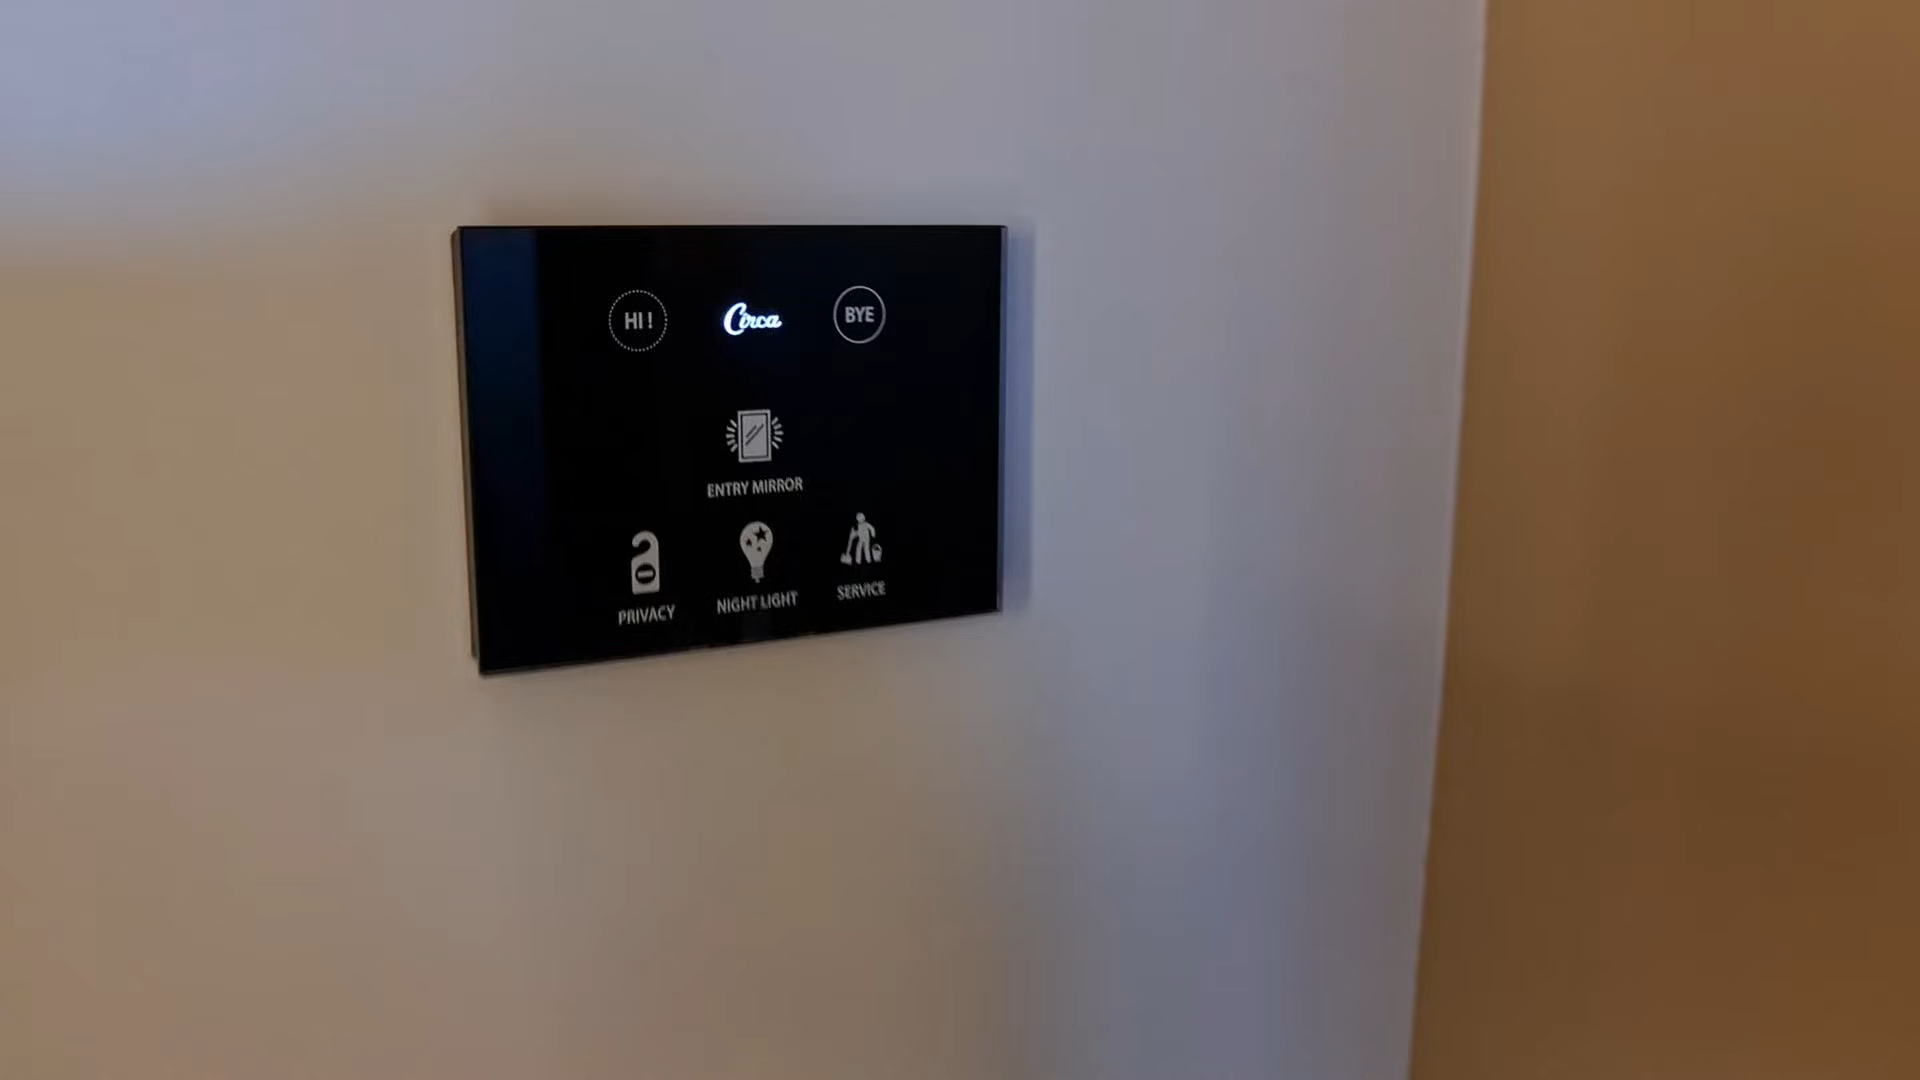 HI!
Circa
BYE
ENTRY MIRROR
PRIVACY
NIGHT LIGHT
SERVICE